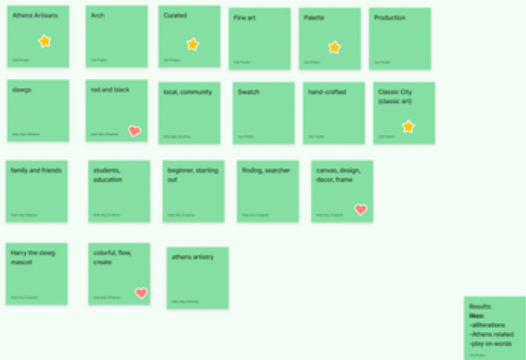 Athens Artisans
Arch
Curated
Fine art
Palette
Production
dawgs
red and black
local, community
Swatch
hand-crafted
Classic City
(classic art)
family and friends
students,
education
beginner, starting
out
finding, searcher
canvas, design,
decor, frame
Harry the dawg
mascot
colorful, flow,
create
athens artistry
Results:
likes:
-alliterations
-Athens related
-play on words